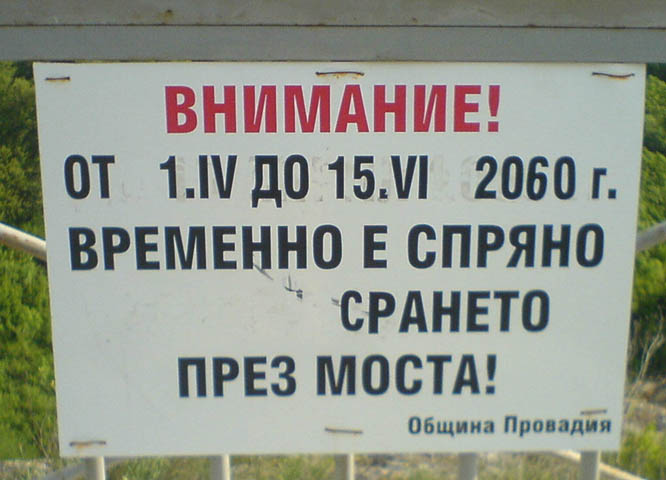 ВНИМАНИЕ!
ОТ 1.IV ДО 15.VI 2060 г.
ВРЕМЕННО Е СПРЯНО
СРАНЕТО
ПРЕЗ МОСТА!
Община Провадия